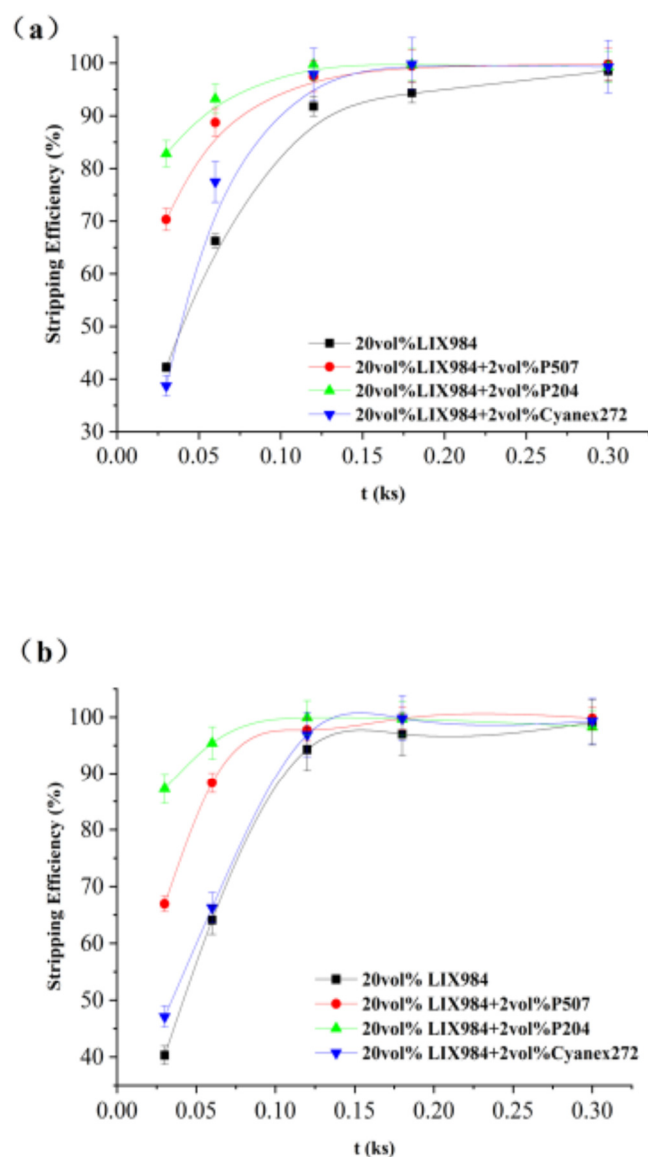 （a）
100
90
80
70
60
50
40
30
Stripping Efficiency (%)
20vol%LIX984
20vol%LIX984+2vol%P507
20vol%LIX984+2vol%P204
20vol%LIX984+2vol%Cyanex272
0.00 0.05 0.10 0.15 0.20 0.25 0.30
t (ks)
（b）
100
90
80
70
60
50
40
Stripping Efficiency (%)
20vol% LIX984
20vol% LIX984+2vol%P507
20vol% LIX984+2vol%P204
20vol% LIX984+2vol%Cyanex272
0.00 0.05 0.10 0.15 0.20 0.25 0.30
t (ks)